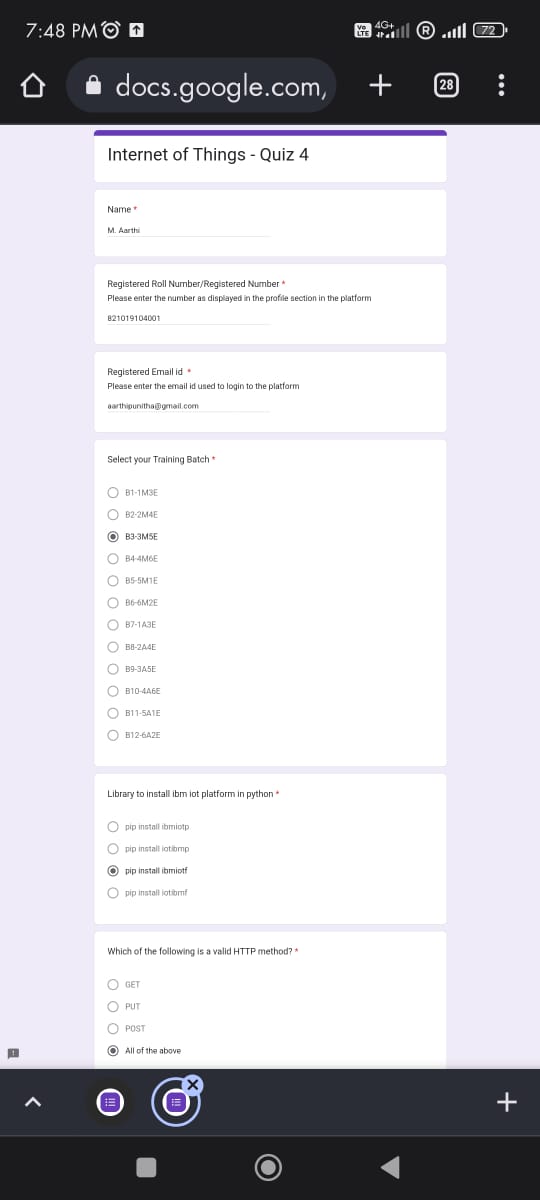 7:48 PM
Vo LTE 4G+ R 72
docs.google.com,
28
Internet of Things - Quiz 4
Name *
M. Aarthi
Registered Roll Number/Registered Number *
Please enter the number as displayed in the profile section in the platform
821019104001
Registered Email id *
Please enter the email id used to login to the platform
aarthipunitha@gmail.com
Select your Training Batch *
B1-1M3E
B2-2M4E
B3-3M5E
B4-4M6E
B5-5M1E
B6-6M2E
B7-1A3E
B8-2A4E
B9-3A5E
B10-4A6E
B11-5A1E
B12-6A2E
Library to install ibm iot platform in python *
pip install ibmiotp
pip install iotibmp
pip install ibmiotf
pip install iotibmf
Which of the following is a valid HTTP method? *
GET
PUT
POST
All of the above